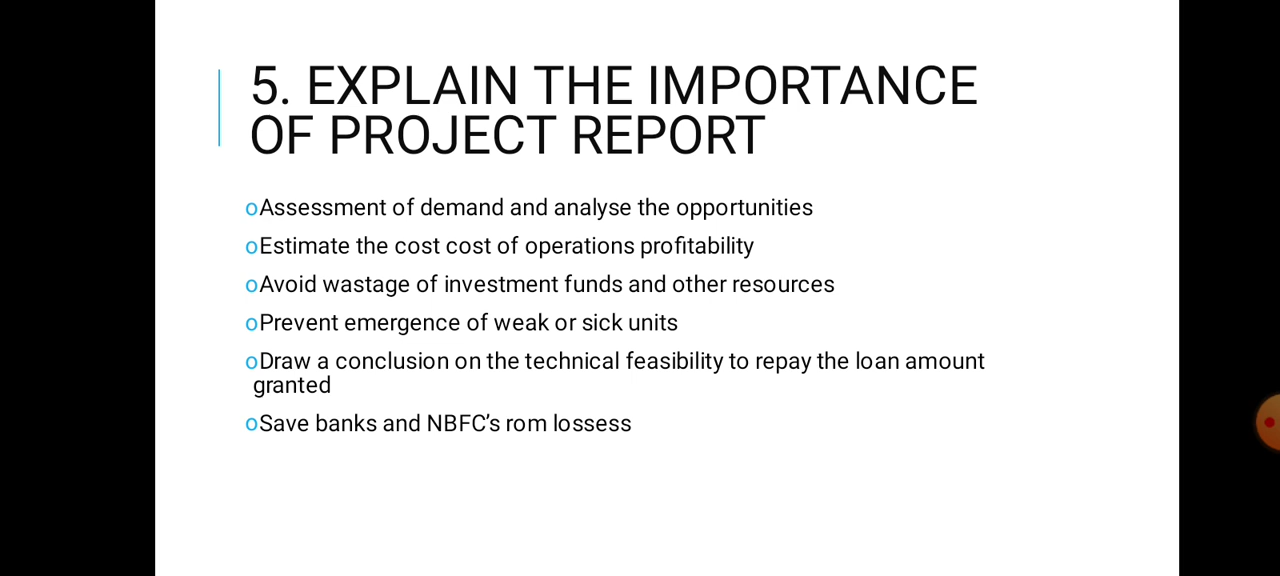 5. EXPLAIN THE IMPORTANCE
OF PROJECT REPORT
oAssessment of demand and analyse the opportunities
oEstimate the cost cost of operations profitability
oAvoid wastage of investment funds and other resources
oPrevent emergence of weak or sick units
oDraw a conclusion on the technical feasibility to repay the loan amount
granted
oSave banks and NBFC’s rom lossess